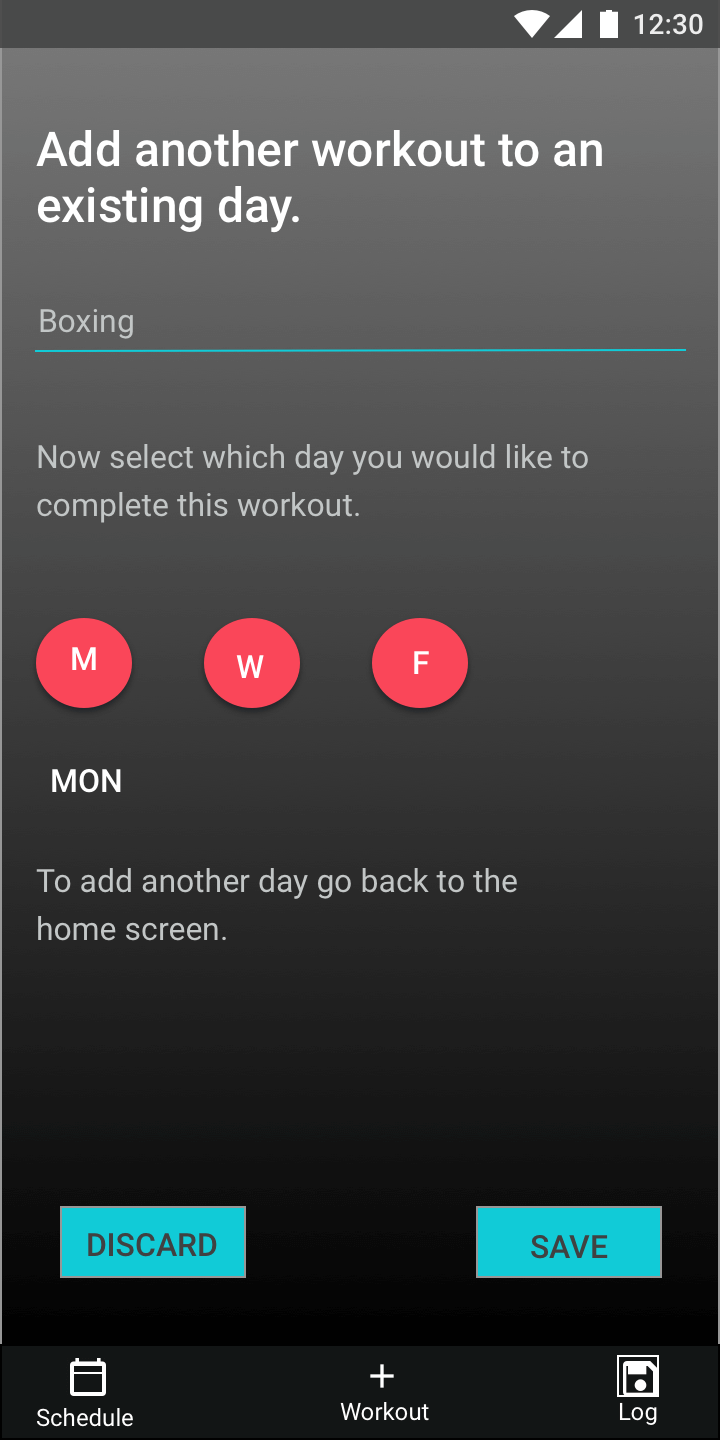 12:30
Add another workout to an
existing day.
Boxing
Now select which day you would like to
complete this workout.
M W F
MON
To add another day go back to the
home screen.
DISCARD SAVE
Schedule Workout Log